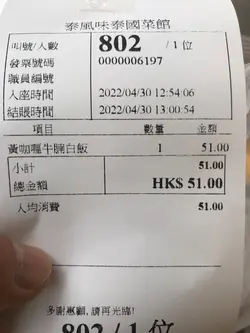 泰風味泰國菜館
叫號/人數 802 / 1 位
發票號碼 0000006197
職員編號
入座時間 2022/04/30 12:54:06
結賬時間 2022/04/30 13:00:54
項目 數量 金額
黃咖喱牛腩白飯 1 51.00
小計 51.00
總金額 HK$ 51.00
人均消費 51.00
多謝惠顧,請再光臨!
802 / 1 位